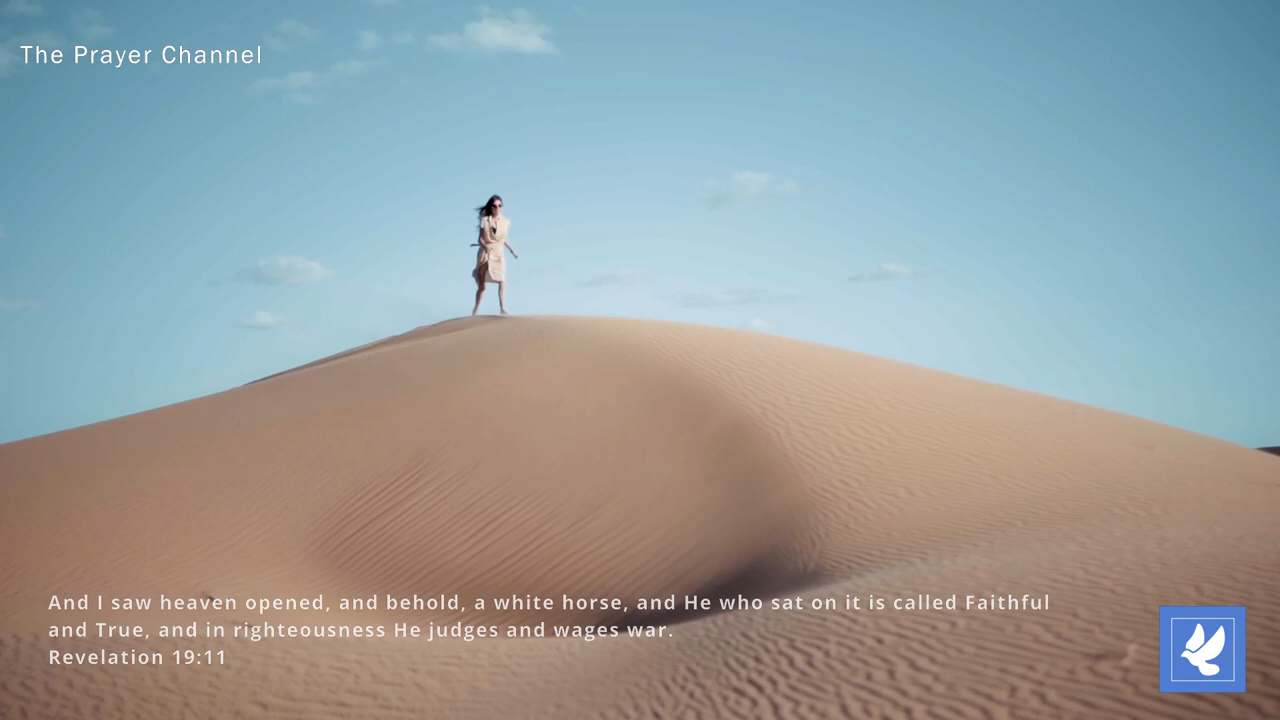 The Prayer Channel
And I saw heaven opened, and behold, a white horse, and He who sat on it is called Faithful
and True, and in righteousness He judges and wages war.
Revelation 19:11